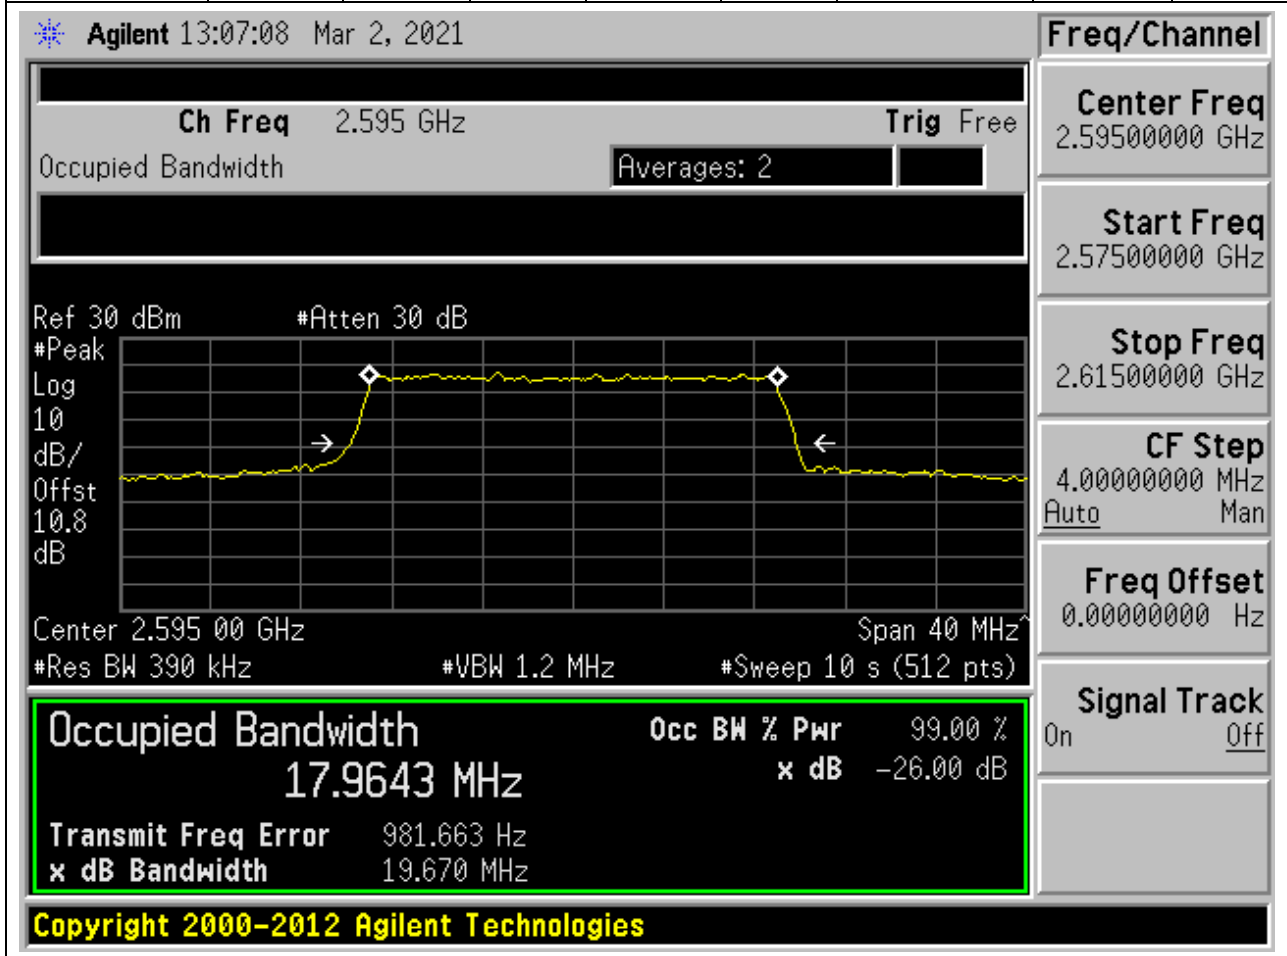 Agilent 13:07:08 Mar 2, 2021
Freq/Channel
Ch Freq 2.595 GHz Trig Free
Occupied Bandwidth Averages: 2
Ref 30 dBm #Atten 30 dB
#Peak
Log
10
dB/
Offst
10.8
dB
Center 2.595 00 GHz Span 40 MHz^
#Res BW 390 kHz #VBW 1.2 MHz #Sweep 10 s (512 pts)
Occupied Bandwidth Occ BW % Pwr 99.00 %
17.9643 MHz x dB -26.00 dB
Transmit Freq Error 981.663 Hz
x dB Bandwidth 19.670 MHz
Center Freq
2.59500000 GHz
Start Freq
2.57500000 GHz
Stop Freq
2.61500000 GHz
CF Step
4.00000000 MHz
Auto Man
Freq Offset
0.00000000 Hz
Signal Track
On Off
Copyright 2000-2012 Agilent Technologies